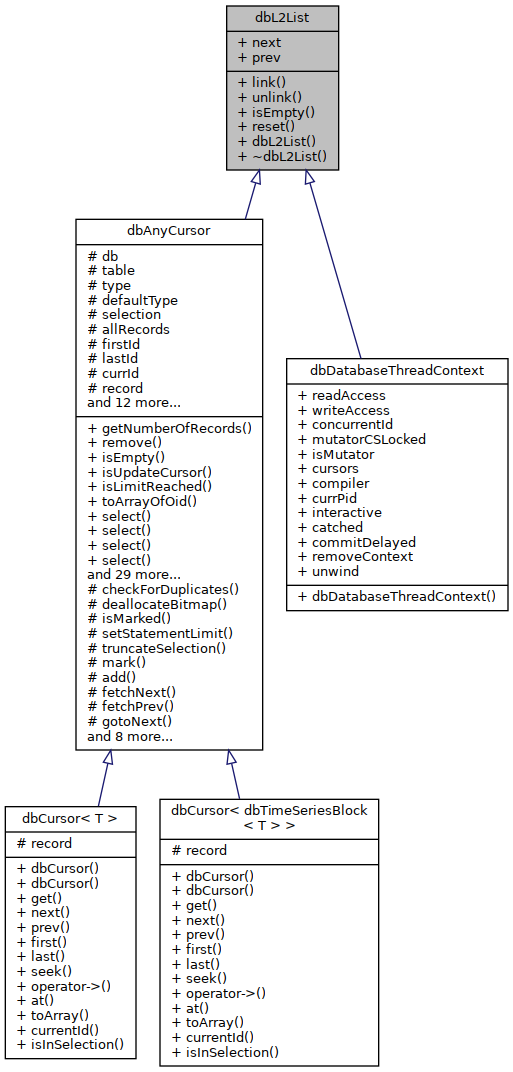 dbL2List
+ next
+ prev
+ link()
+ unlink()
+ isEmpty()
+ reset()
+ dbL2List()
+ ~dbL2List()
dbAnyCursor
# db
# table
# type
# defaultType
# selection
# allRecords
# firstId
# lastId
# currId
# record
and 12 more...
+ getNumberOfRecords()
+ remove()
+ isEmpty()
+ isUpdateCursor()
+ isLimitReached()
+ toArrayOfOid()
+ select()
+ select()
+ select()
+ select()
and 29 more...
# checkForDuplicates()
# deallocateBitmap()
# isMarked()
# setStatementLimit()
# truncateSelection()
# mark()
# add()
# fetchNext()
# fetchPrev()
# gotoNext()
and 8 more...
dbDatabaseThreadContext
+ readAccess
+ writeAccess
+ concurrentId
+ mutatorCSLocked
+ isMutator
+ cursors
+ compiler
+ currPid
+ interactive
+ catched
+ commitDelayed
+ removeContext
+ unwind
+ dbDatabaseThreadContext()
dbCursor< T >
# record
+ dbCursor()
+ dbCursor()
+ get()
+ next()
+ prev()
+ first()
+ last()
+ seek()
+ operator->()
+ at()
+ toArray()
+ currentId()
+ isInSelection()
dbCursor< dbTimeSeriesBlock
< T > >
# record
+ dbCursor()
+ dbCursor()
+ get()
+ next()
+ prev()
+ first()
+ last()
+ seek()
+ operator->()
+ at()
+ toArray()
+ currentId()
+ isInSelection()